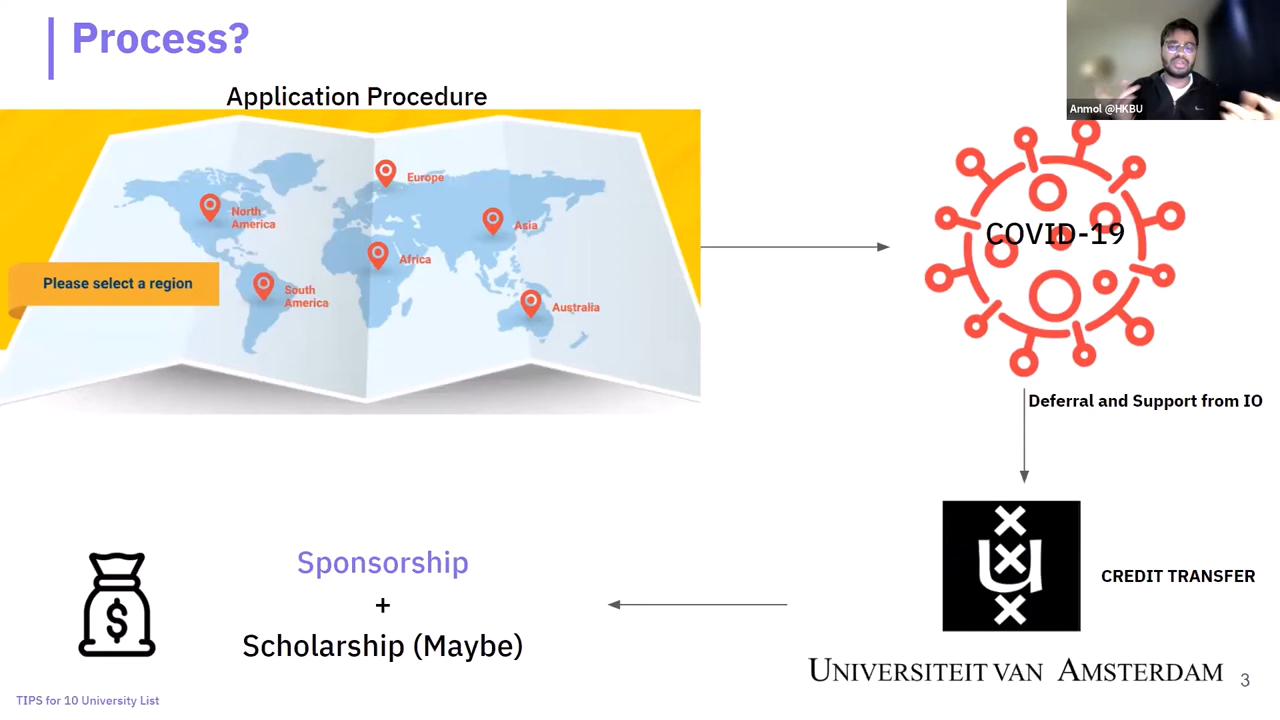 Process?
Anmol @HKBU
Application Procedure
Europe
North
America
Asia
Africa
Please select a region
South
America
Australia
COVID-19
Deferral and Support from IO
u
CREDIT TRANSFER
Sponsorship
+
Scholarship (Maybe)
$
UNIVERSITEIT VAN AMSTERDAM
3
TIPS for 10 University List